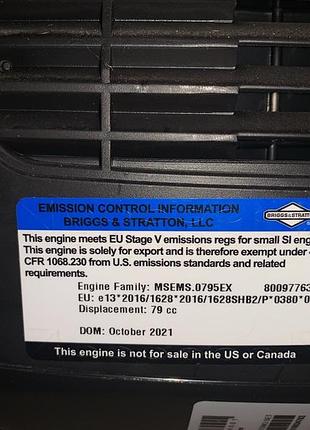 EMISSION CONTROL INFORMATION
BRIGGS & STRATTON, LLC
BRIGGS&STRATTON
This engine meets EU Stage V emissions regs for small SI eng
This engine is solely for export and is therefore exempt under
CFR 1068.230 from U.S. emissions standards and related
requirements.
Engine Family: MSEMS.0795EX 80097763
EU: e13*2016/1628*2016/1628SHB2/P*0380*0
Displacement: 79 cc
DOM: October 2021
This engine is not for sale in the US or Canada